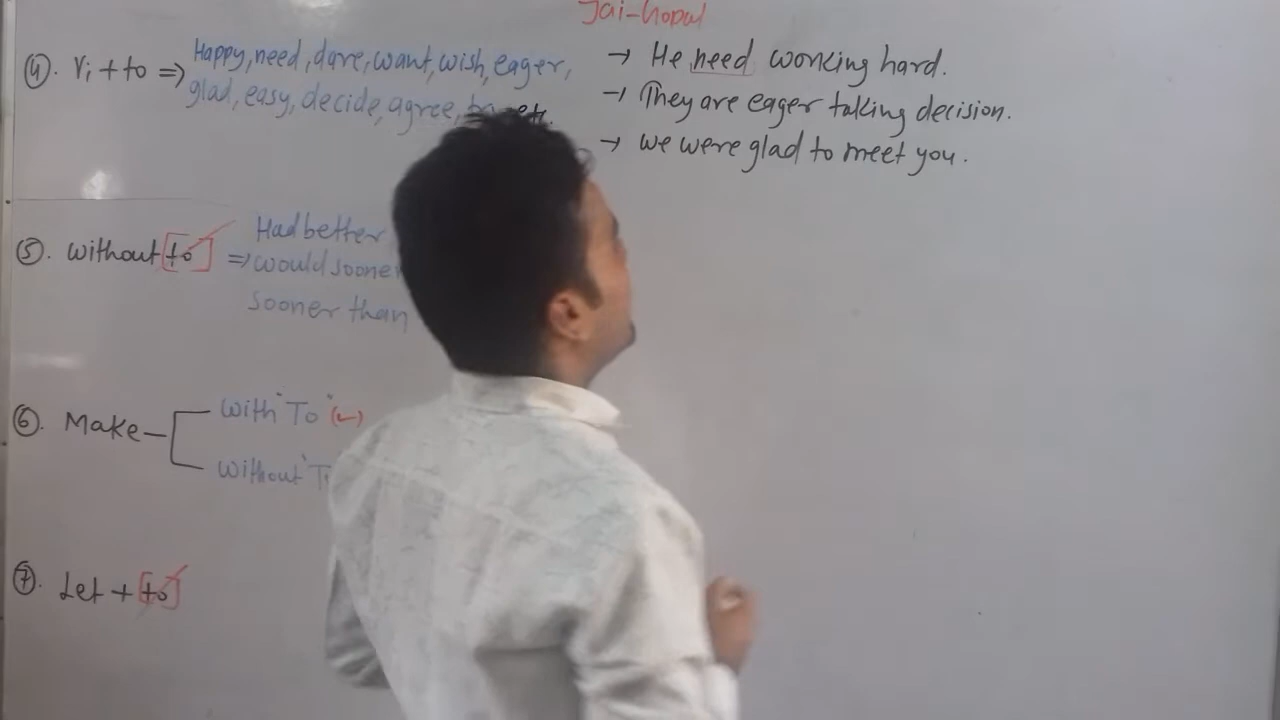 Jai-Gopal
④. V₁ + to ⇒ Happy, need, dare, want, wish, eager,
glad, easy, decide, agree, etc.
→ He need working hard.
→ They are eager taking decision.
→ We were glad to meet you.
⑤. without [to] ⇒ Had better
would sooner
sooner than
⑥. Make — with "To" (✓)
without "T
⑦. Let + [to]